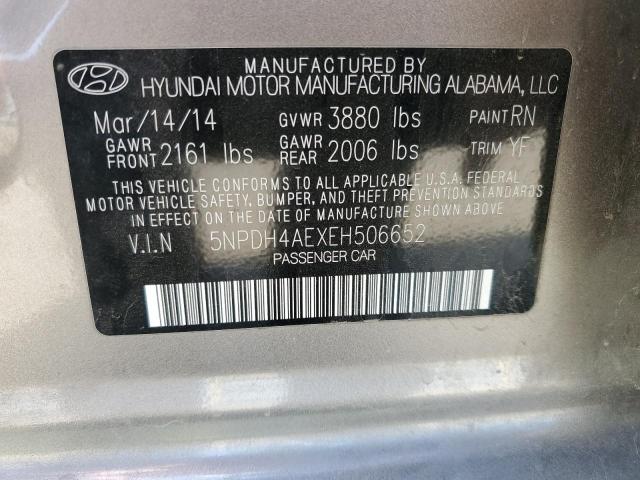 MANUFACTURED BY
HYUNDAI MOTOR MANUFACTURING ALABAMA, LLC
Mar/14/14 GVWR 3880 lbs PAINT RN
GAWR FRONT 2161 lbs GAWR REAR 2006 lbs TRIM YF
THIS VEHICLE CONFORMS TO ALL APPLICABLE U.S.A. FEDERAL
MOTOR VEHICLE SAFETY, BUMPER, AND THEFT PREVENTION STANDARDS
IN EFFECT ON THE DATE OF MANUFACTURE SHOWN ABOVE.
V.I.N 5NPDH4AEXEH506652
PASSENGER CAR